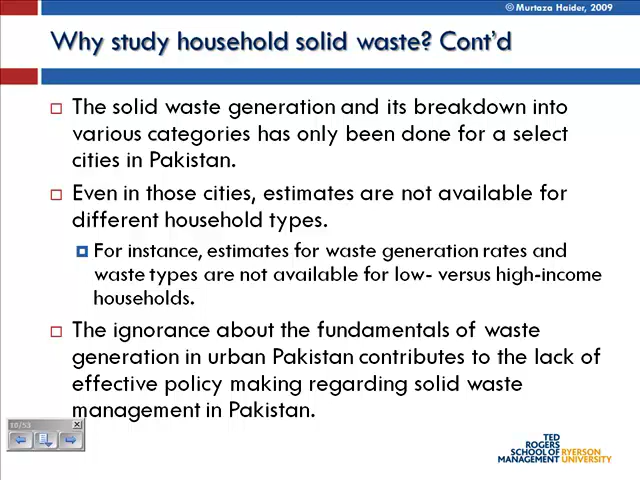 © Murtaza Haider, 2009
Why study household solid waste? Cont'd
The solid waste generation and its breakdown into
various categories has only been done for a select
cities in Pakistan.
Even in those cities, estimates are not available for
different household types.
For instance, estimates for waste generation rates and
waste types are not available for low- versus high-income
households.
The ignorance about the fundamentals of waste
generation in urban Pakistan contributes to the lack of
effective policy making regarding solid waste
management in Pakistan.
TED
ROGERS
SCHOOL OF RYERSON
MANAGEMENT UNIVERSITY